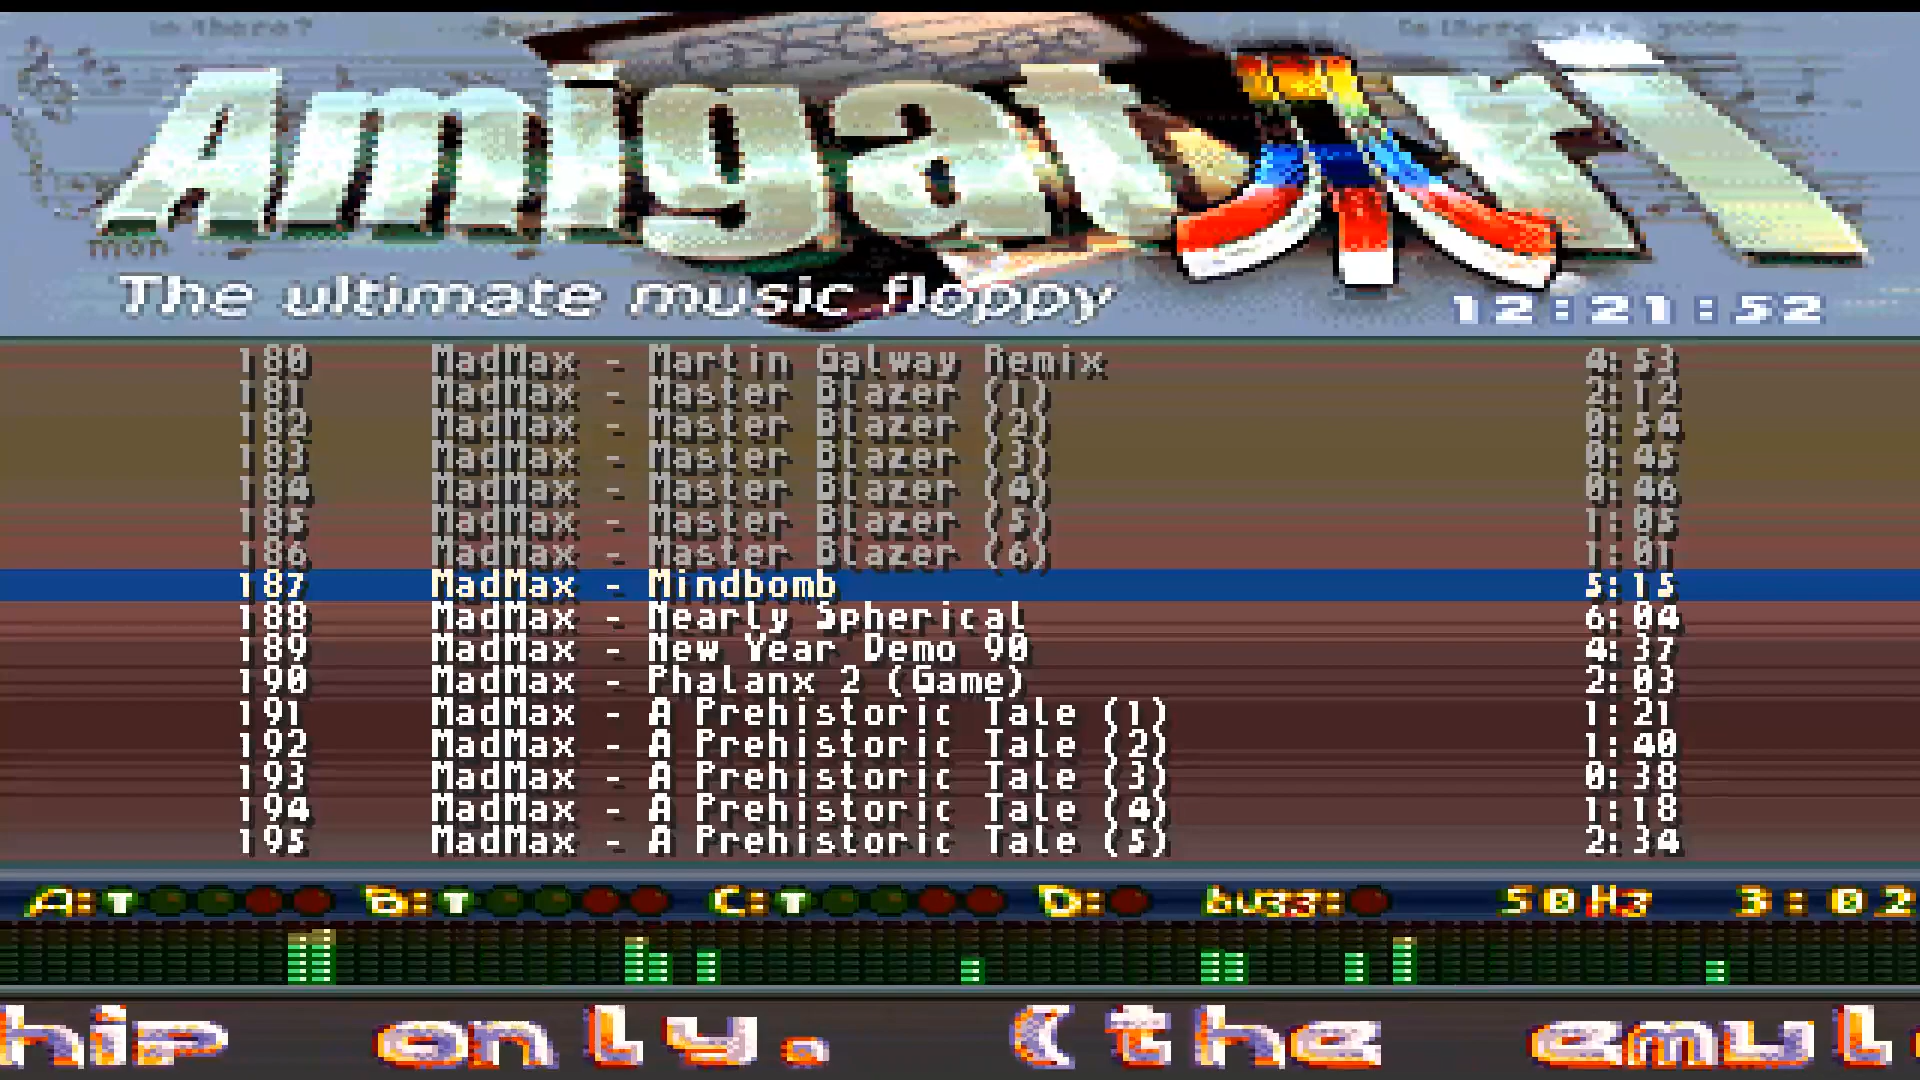 in there?
AmigAtari
mon
The ultimate music floppy
12:21:52
180 MadMax - Martin Galway Remix 4:53
181 MadMax - Master Blazer (1) 2:12
182 MadMax - Master Blazer (2) 0:54
183 MadMax - Master Blazer (3) 0:45
184 MadMax - Master Blazer (4) 0:46
185 MadMax - Master Blazer (5) 1:05
186 MadMax - Master Blazer (6) 1:01
187 MadMax - Mindbomb 5:15
188 MadMax - Nearly Spherical 6:04
189 MadMax - New Year Demo 90 4:37
190 MadMax - Phalanx 2 (Game) 2:03
191 MadMax - A Prehistoric Tale (1) 1:21
192 MadMax - A Prehistoric Tale (2) 1:40
193 MadMax - A Prehistoric Tale (3) 0:38
194 MadMax - A Prehistoric Tale (4) 1:18
195 MadMax - A Prehistoric Tale (5) 2:34
A:T B:T C:T D: buzz: 50Hz 3:02
hip only. (the emul